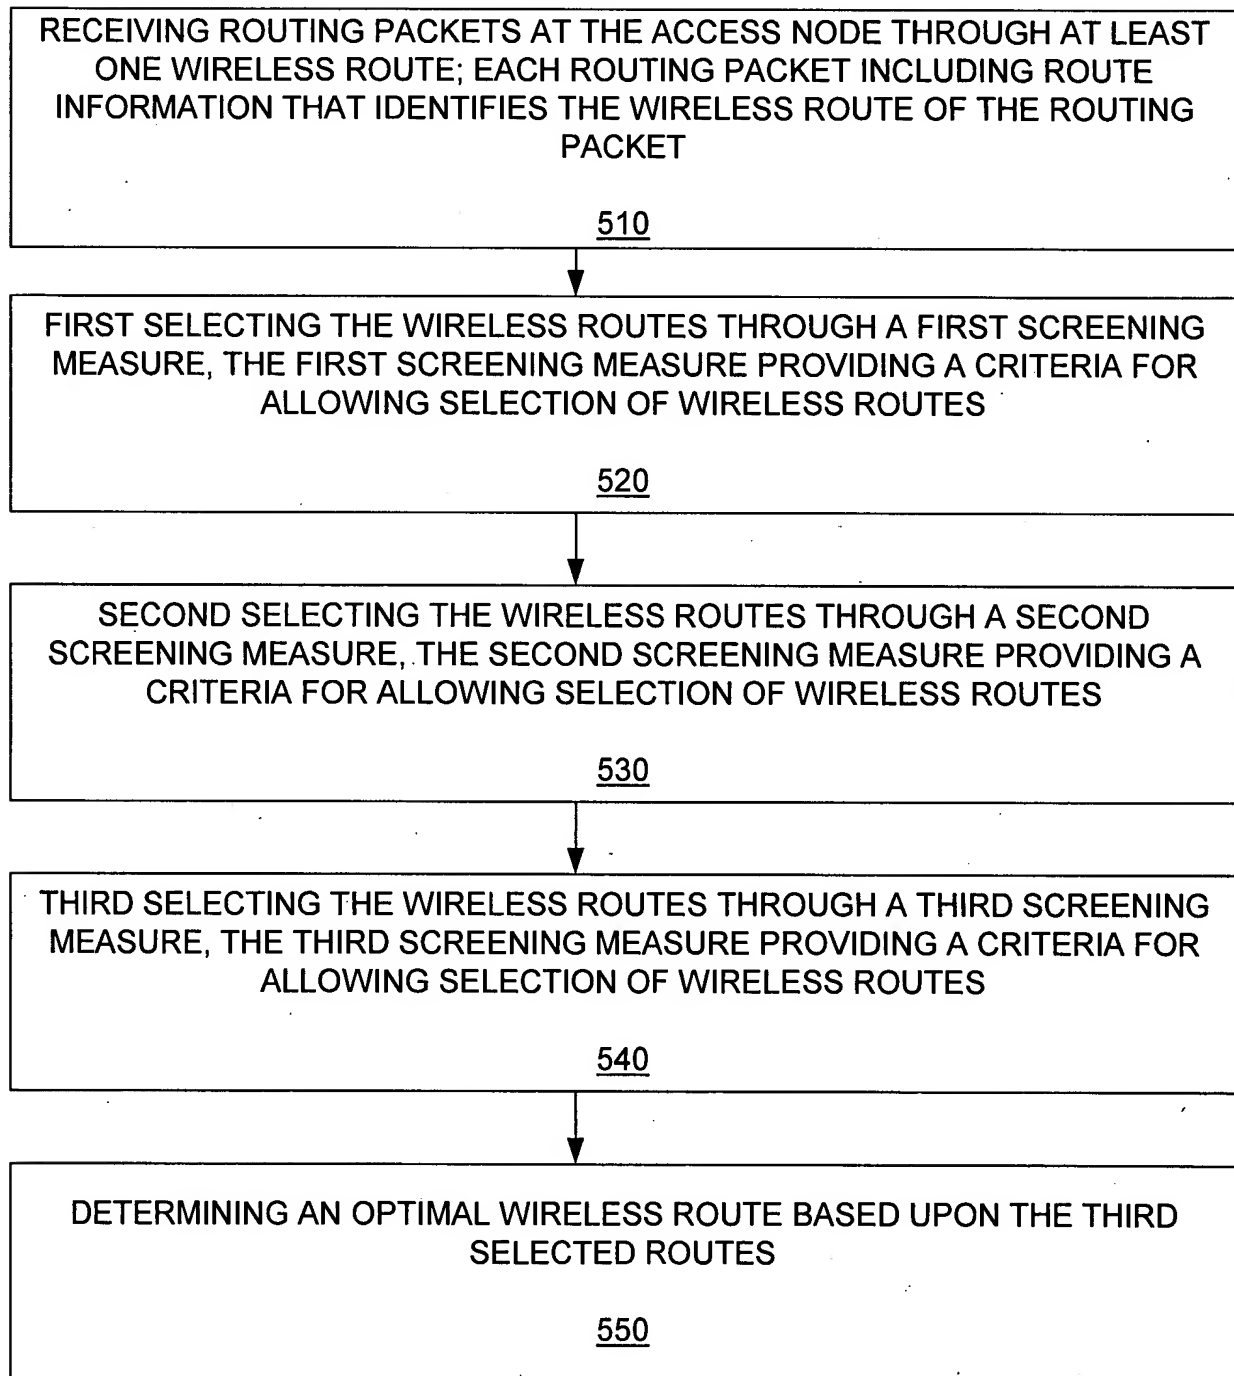 RECEIVING ROUTING PACKETS AT THE ACCESS NODE THROUGH AT LEAST
ONE WIRELESS ROUTE; EACH ROUTING PACKET INCLUDING ROUTE
INFORMATION THAT IDENTIFIES THE WIRELESS ROUTE OF THE ROUTING
PACKET
510
FIRST SELECTING THE WIRELESS ROUTES THROUGH A FIRST SCREENING
MEASURE, THE FIRST SCREENING MEASURE PROVIDING A CRITERIA FOR
ALLOWING SELECTION OF WIRELESS ROUTES
520
SECOND SELECTING THE WIRELESS ROUTES THROUGH A SECOND
SCREENING MEASURE, THE SECOND SCREENING MEASURE PROVIDING A
CRITERIA FOR ALLOWING SELECTION OF WIRELESS ROUTES
530
THIRD SELECTING THE WIRELESS ROUTES THROUGH A THIRD SCREENING
MEASURE, THE THIRD SCREENING MEASURE PROVIDING A CRITERIA FOR
ALLOWING SELECTION OF WIRELESS ROUTES
540
DETERMINING AN OPTIMAL WIRELESS ROUTE BASED UPON THE THIRD
SELECTED ROUTES
550